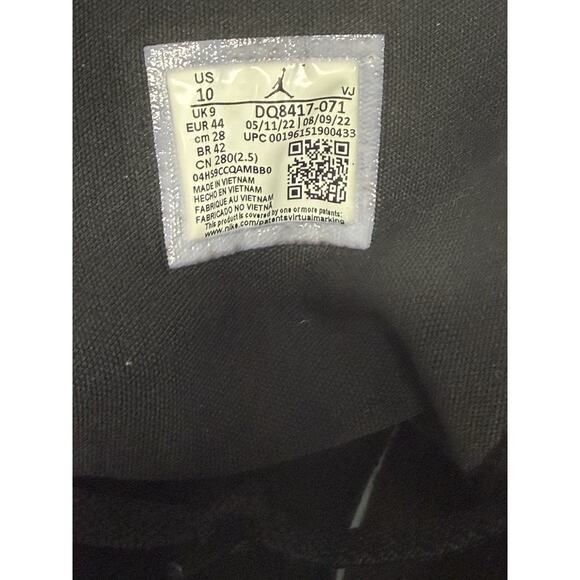 US
10 VJ
UK 9 DQ8417-071
EUR 44 05/11/22 | 08/09/22
cm 28 UPC 00196151900433
BR 42
CN 280(2.5)
04HS9CCQAMBB0
MADE IN VIETNAM
HECHO EN VIETNAM
FABRIQUE AU VIETNAM
FABRICADO NO VIETNÃ
This product is covered by one or more patents:
www.nike.com/patentsvirtualmarking